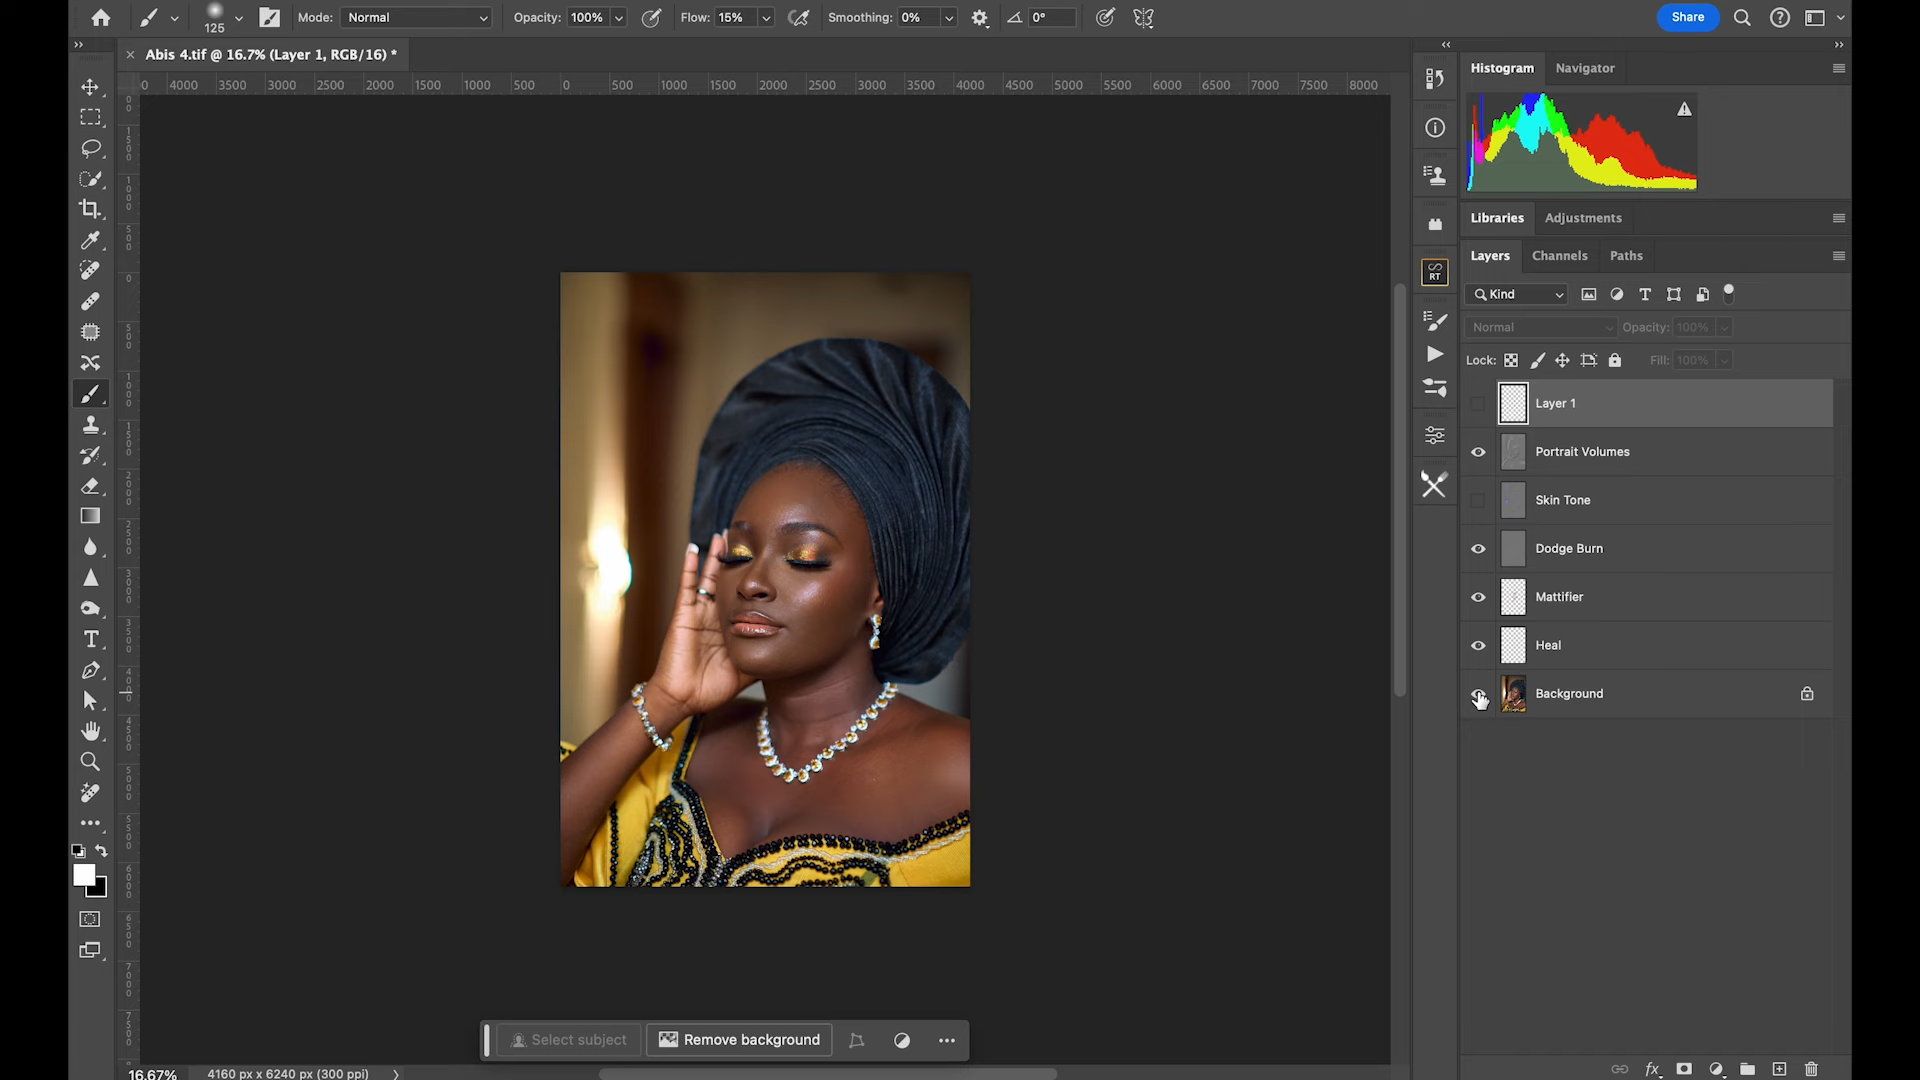 125
Mode: Normal
Opacity: 100%
Flow: 15%
Smoothing: 0%
0°
Share
Abis 4.tif @ 16.7% (Layer 1, RGB/16) *
0 4000 3500 3000 2500 2000 1500 1000 500 0 500 1000 1500 2000 2500 3000 3500 4000 4500 5000 5500 6000 6500 7000 7500 8000
Histogram Navigator
Libraries Adjustments
Layers Channels Paths
RT
Kind
Normal Opacity: 100%
Lock: Fill: 100%
Layer 1
Portrait Volumes
Skin Tone
Dodge Burn
Mattifier
Heal
Background
Select subject
Remove background
16.67% 4160 px x 6240 px (300 ppi)
fx